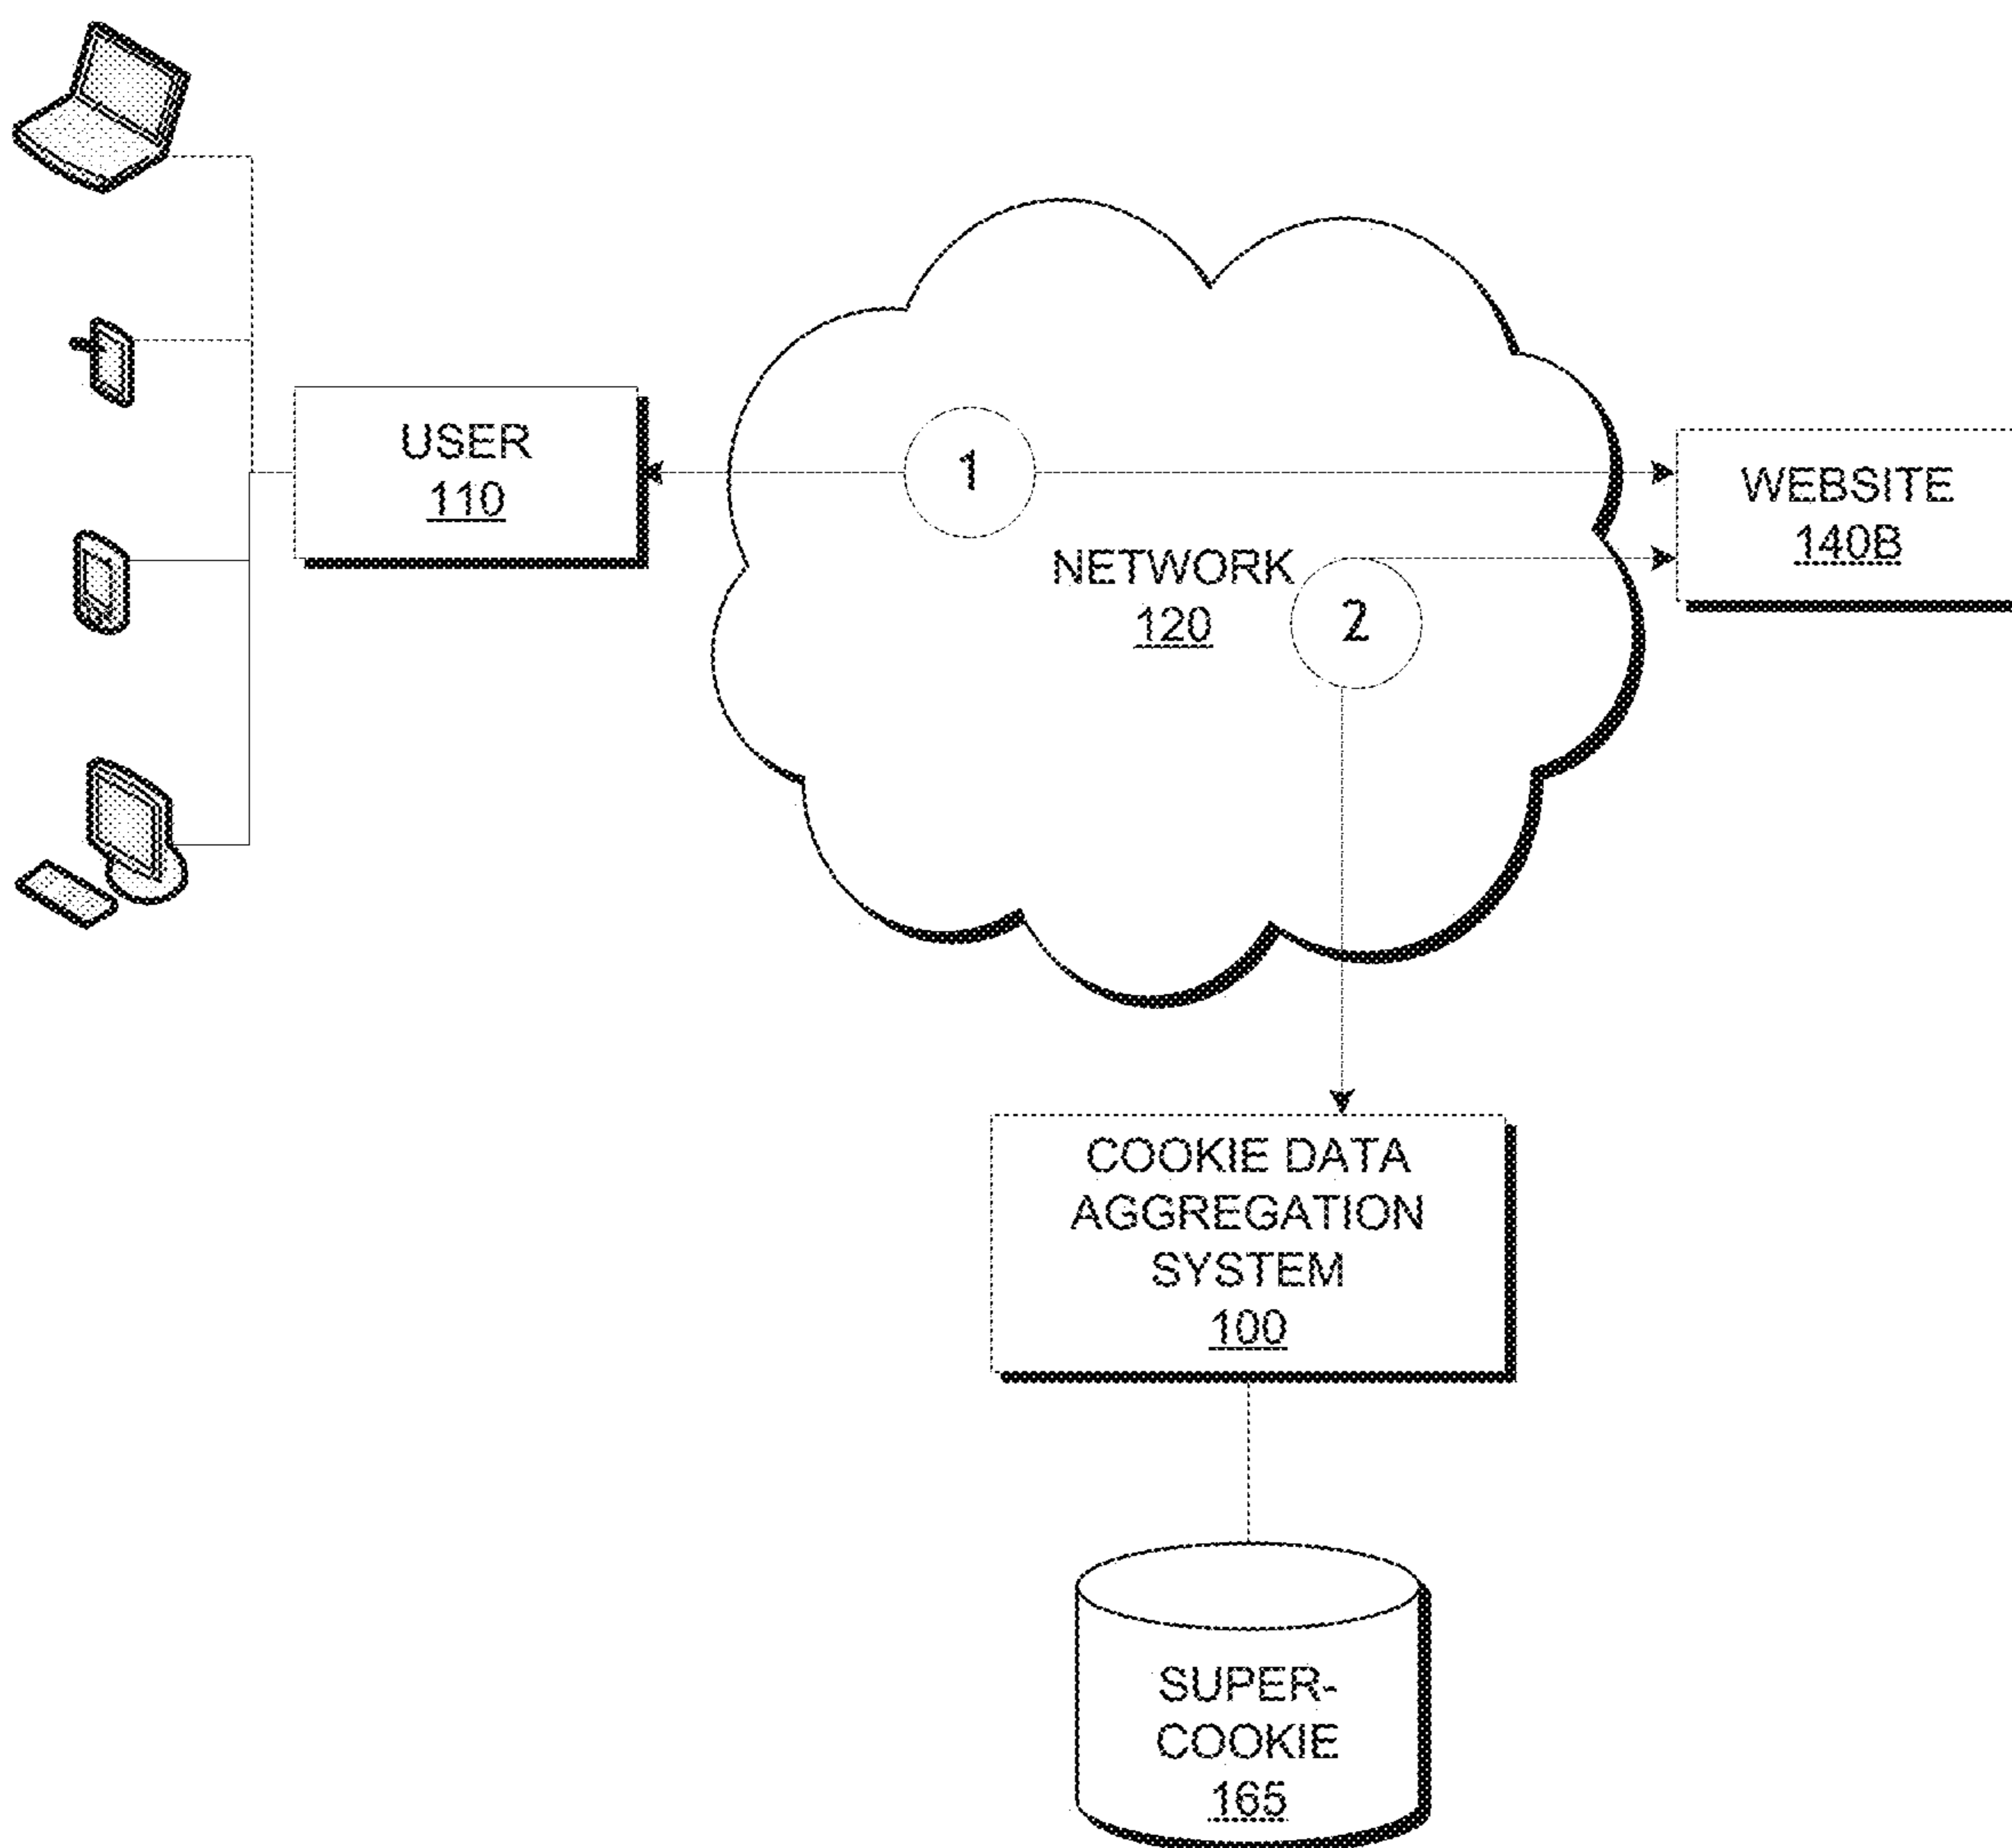 USER
110
1
WEBSITE
140B
NETWORK
120
2
COOKIE DATA
AGGREGATION
SYSTEM
100
SUPER-
COOKIE
165